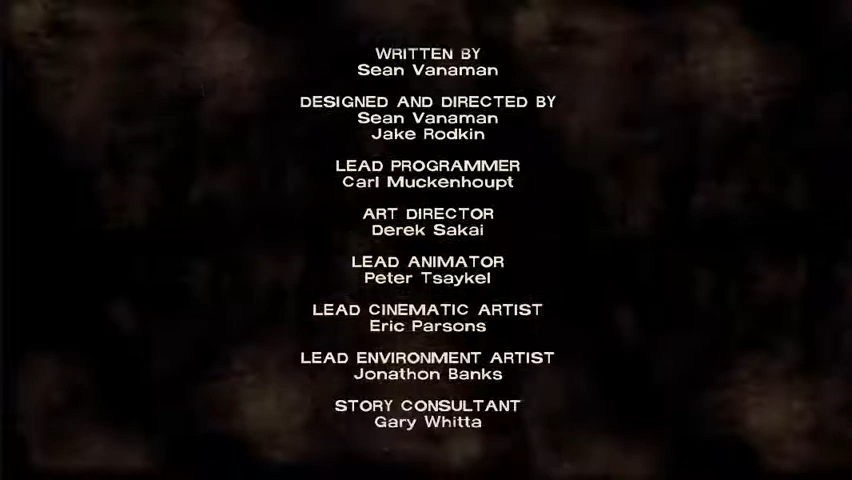 WRITTEN BY
Sean Vanaman
DESIGNED AND DIRECTED BY
Sean Vanaman
Jake Rodkin
LEAD PROGRAMMER
Carl Muckenhoupt
ART DIRECTOR
Derek Sakai
LEAD ANIMATOR
Peter Tsaykel
LEAD CINEMATIC ARTIST
Eric Parsons
LEAD ENVIRONMENT ARTIST
Jonathon Banks
STORY CONSULTANT
Gary Whitta